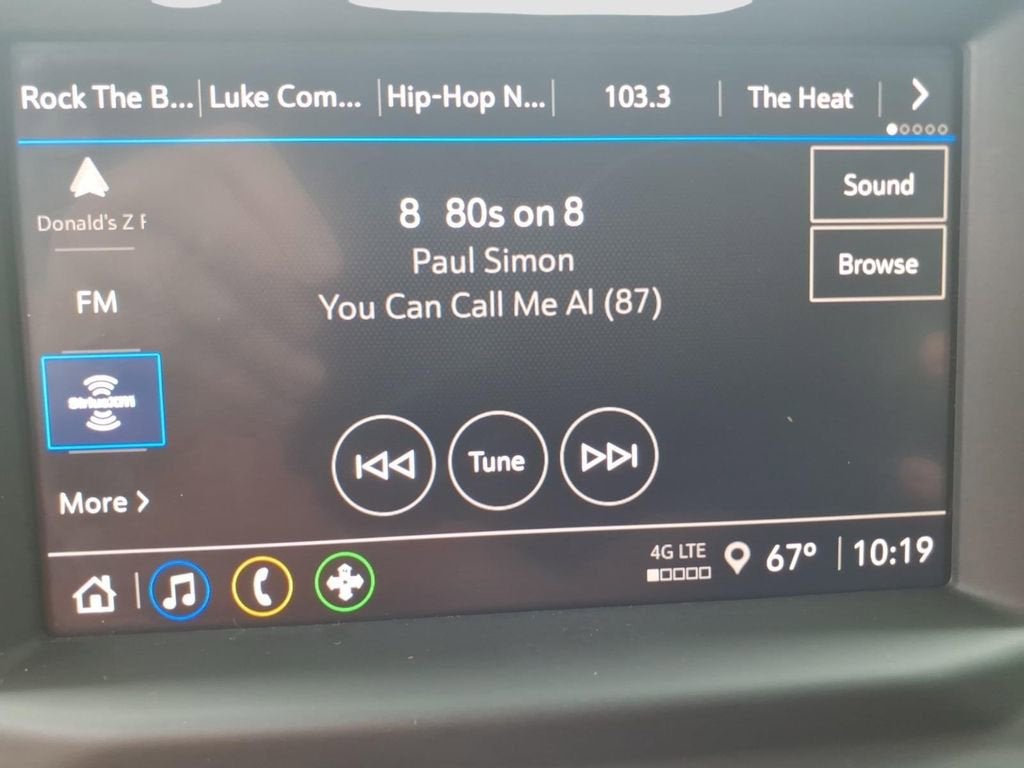 Rock The B... Luke Com... Hip-Hop N... 103.3 The Heat
Donald's Z F
FM
SiriusXM
More
8 80s on 8
Paul Simon
You Can Call Me Al (87)
Tune
Sound
Browse
4G LTE
67° 10:19